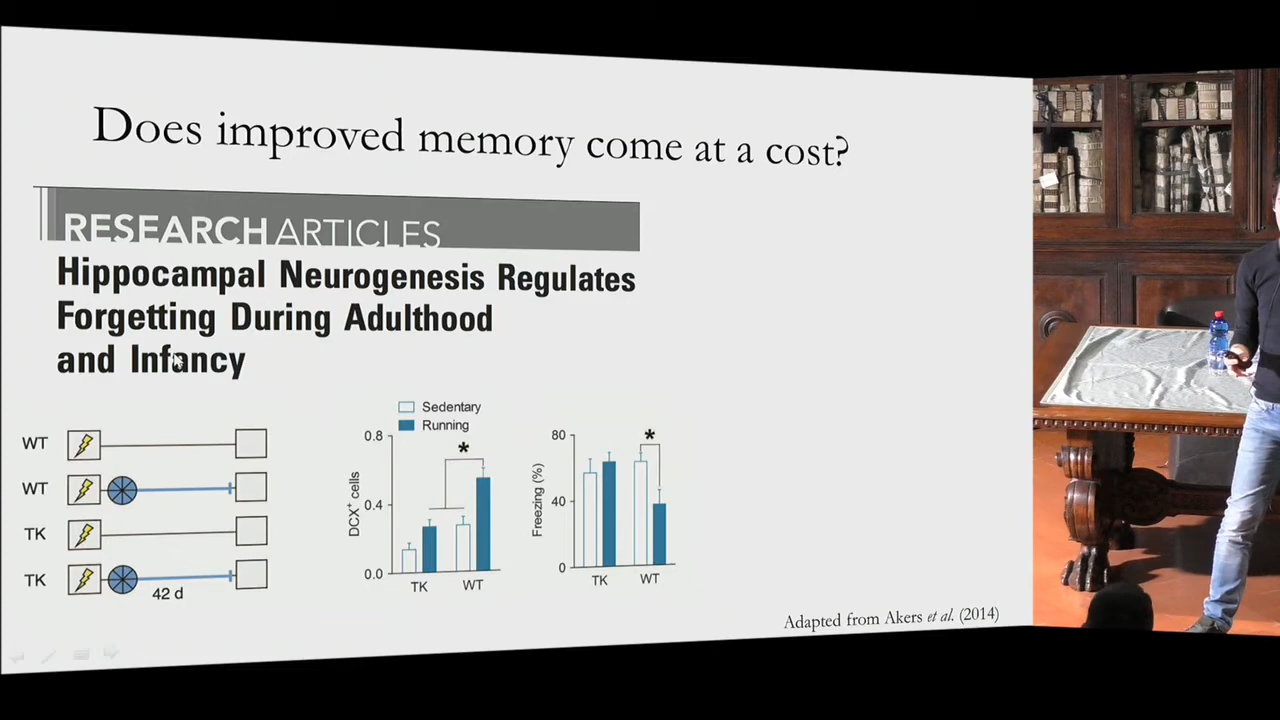 Does improved memory come at a cost?
RESEARCH ARTICLES
Hippocampal Neurogenesis Regulates
Forgetting During Adulthood
and Infancy
WT
WT
TK
TK
42 d
Sedentary
Running
DCX+ cells
0.8
0.4
0.0
*
TK WT
Freezing (%)
80
40
0
*
TK WT
Adapted from Akers et al. (2014)